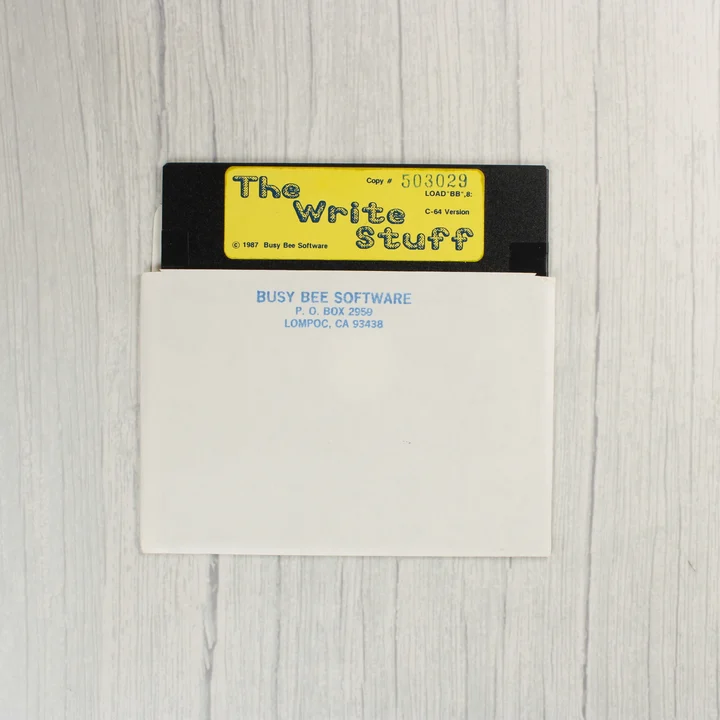 The
Write
Stuff
Copy # 503029
LOAD"BB",8:
C-64 Version
© 1987 Busy Bee Software
BUSY BEE SOFTWARE
P. O. BOX 2959
LOMPOC, CA 93438